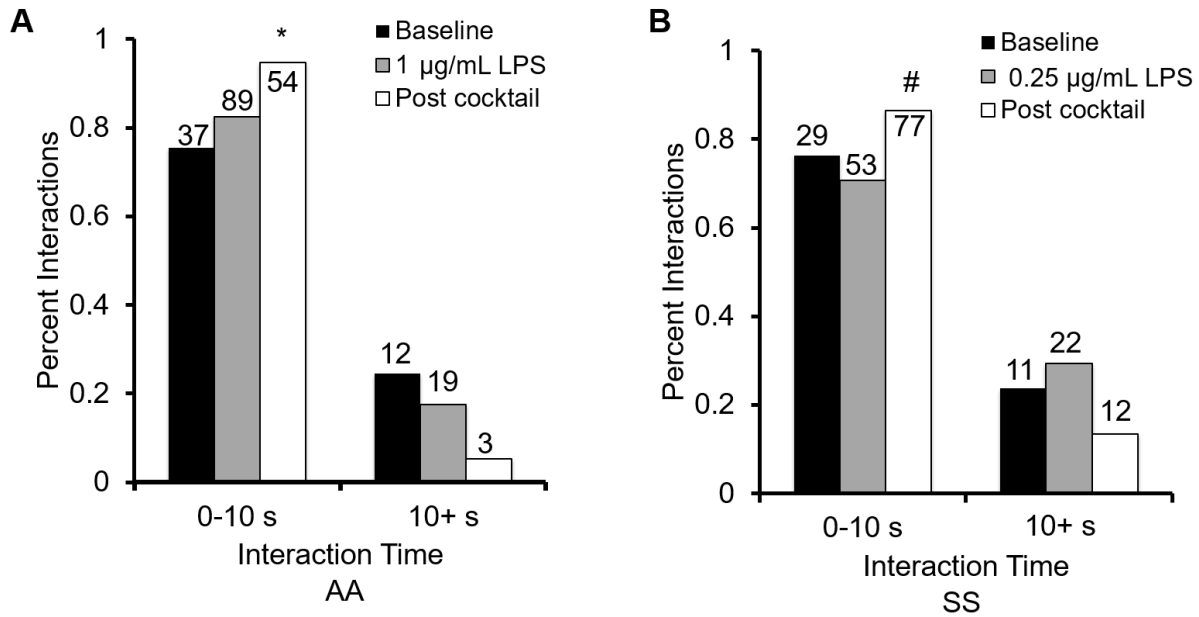 A
Baseline
1 µg/mL LPS
Post cocktail
*
1
0.8
0.6
0.4
0.2
0
Percent Interactions
37
89
54
12
19
3
0-10 s
10+ s
Interaction Time
AA
B
Baseline
0.25 µg/mL LPS
Post cocktail
#
1
0.8
0.6
0.4
0.2
0
Percent Interactions
29
53
77
11
22
12
0-10 s
10+ s
Interaction Time
SS